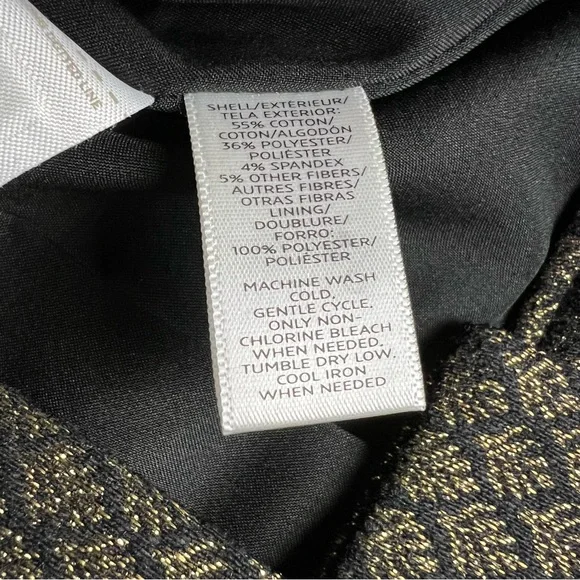 SHELL/EXTÉRIEUR/
TELA EXTERIOR:
55% COTTON/
COTON/ALGODÓN
36% POLYESTER/
POLIÉSTER
4% SPANDEX
5% OTHER FIBERS/
AUTRES FIBRES/
OTRAS FIBRAS
LINING/
DOUBLURE/
FORRO:
100% POLYESTER/
POLIÉSTER
MACHINE WASH
COLD,
GENTLE CYCLE.
ONLY NON-
CHLORINE BLEACH
WHEN NEEDED.
TUMBLE DRY LOW.
COOL IRON
WHEN NEEDED